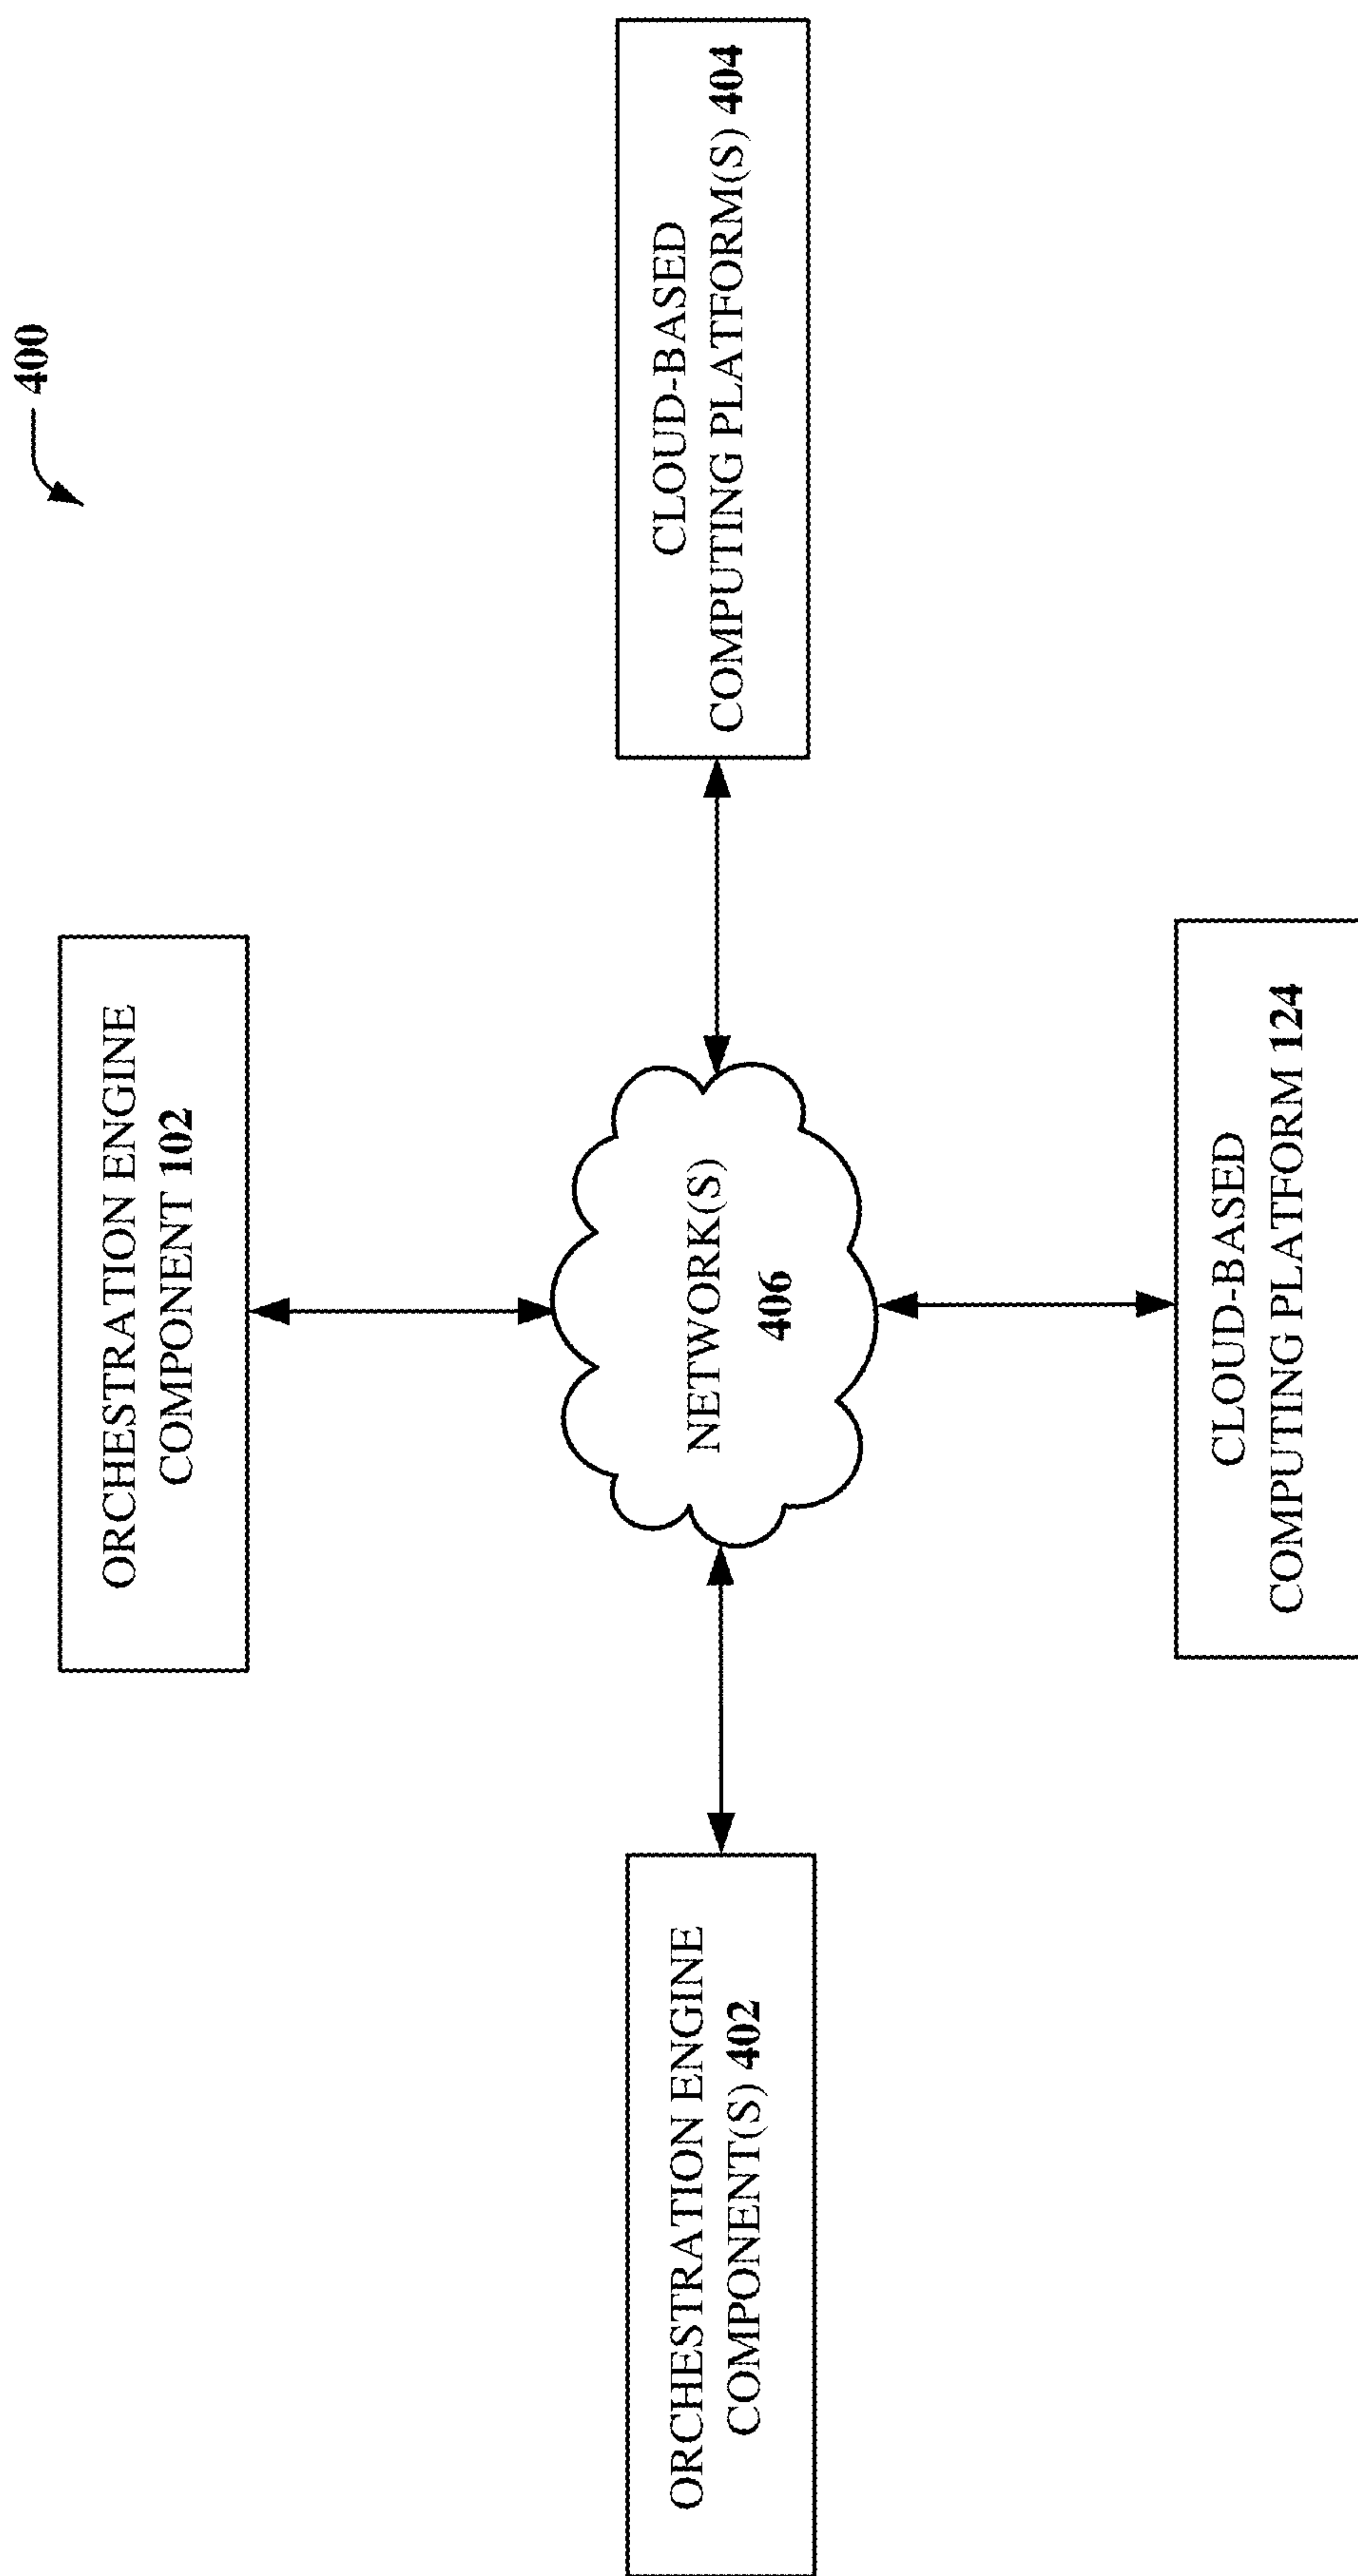 400
ORCHESTRATION ENGINE
COMPONENT 102
ORCHESTRATION ENGINE
COMPONENT(S) 402
NETWORK(S)
406
CLOUD-BASED
COMPUTING PLATFORM(S) 404
CLOUD-BASED
COMPUTING PLATFORM 124